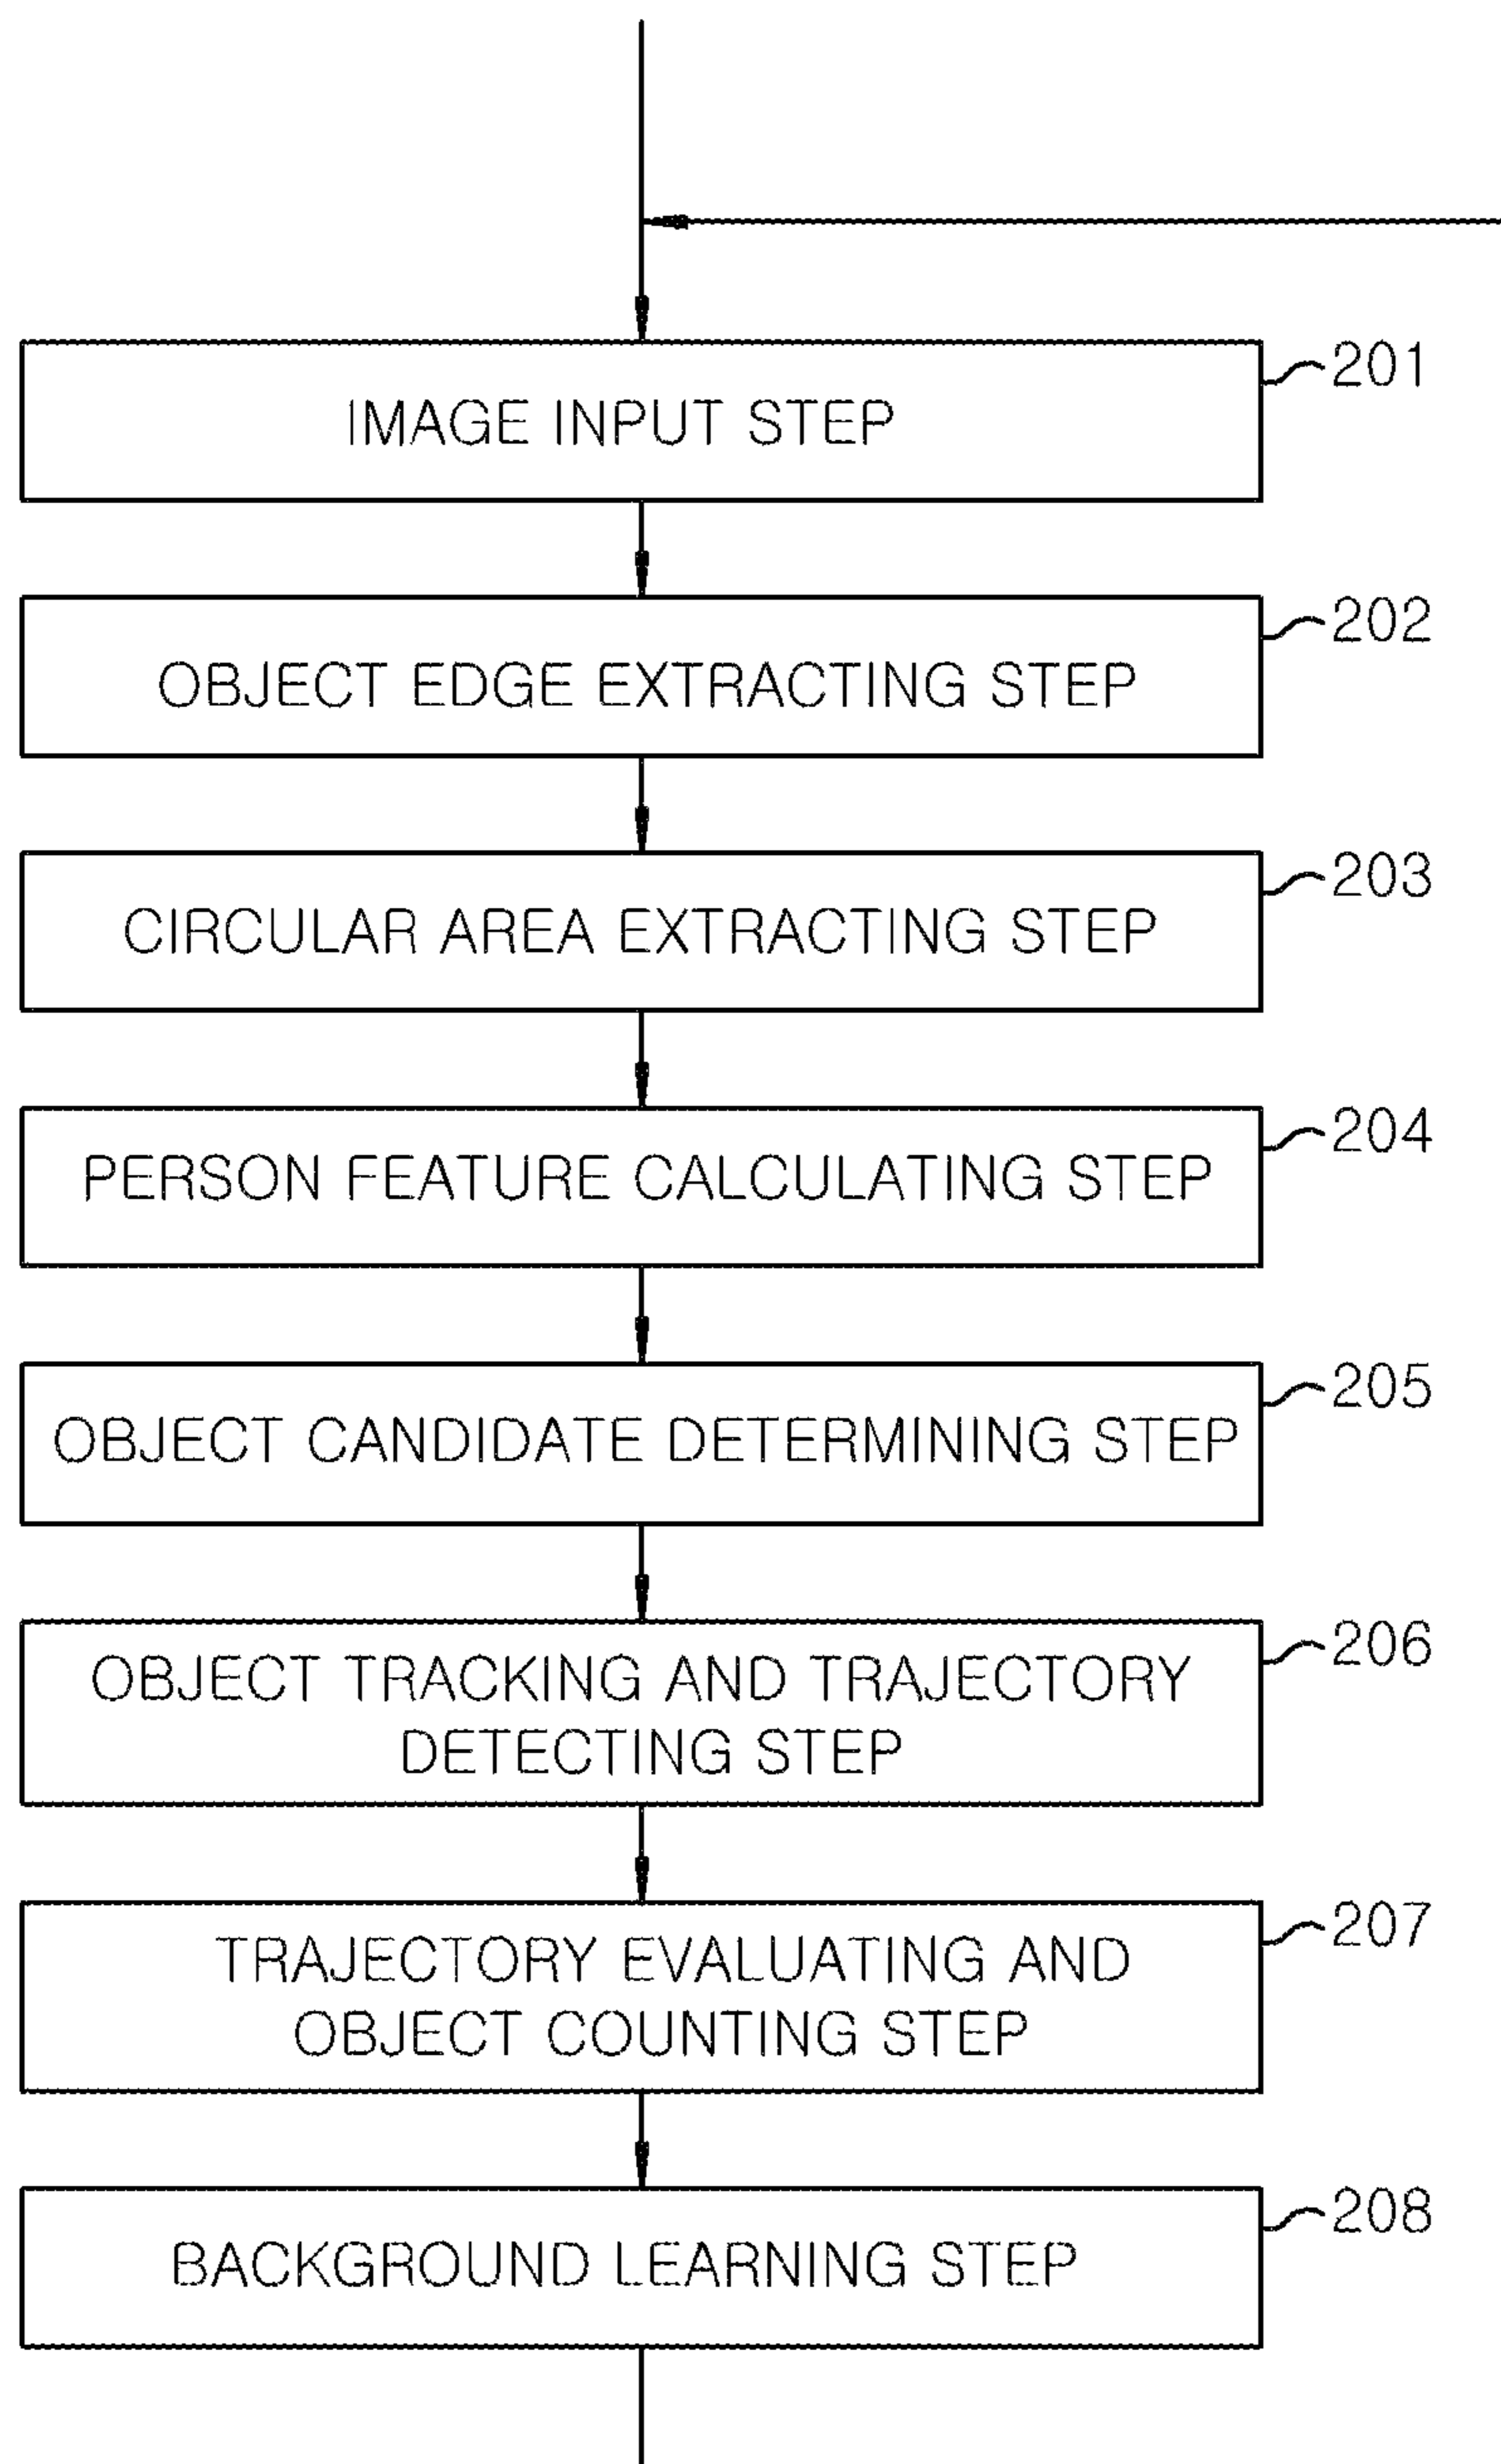 201
IMAGE INPUT STEP
202
OBJECT EDGE EXTRACTING STEP
203
CIRCULAR AREA EXTRACTING STEP
204
PERSON FEATURE CALCULATING STEP
205
OBJECT CANDIDATE DETERMINING STEP
206
OBJECT TRACKING AND TRAJECTORY
DETECTING STEP
207
TRAJECTORY EVALUATING AND
OBJECT COUNTING STEP
208
BACKGROUND LEARNING STEP